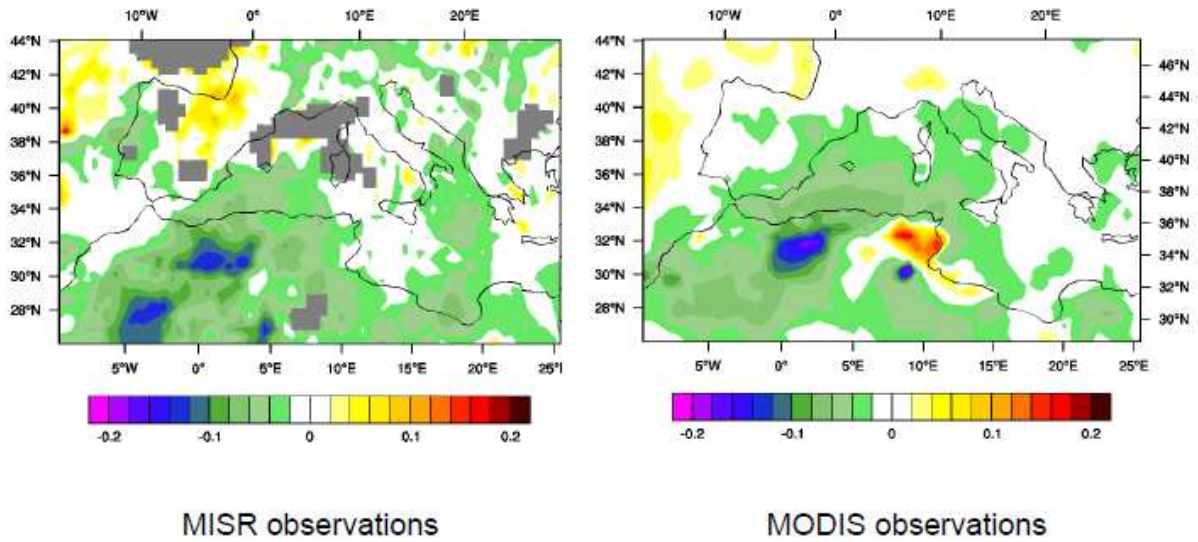 10°W 0° 10°E 20°E
10°W 0° 10°E 20°E
44°N
42°N
40°N
38°N
36°N
34°N
32°N
30°N
28°N
44°N
42°N
40°N
38°N
36°N
34°N
32°N
30°N
28°N
46°N
44°N
42°N
40°N
38°N
36°N
34°N
32°N
30°N
5°W 0° 5°E 10°E 15°E 20°E 25°
5°W 0° 5°E 10°E 15°E 20°E 25°E
-0.2 -0.1 0 0.1 0.2
-0.2 -0.1 0 0.1 0.2
MISR observations
MODIS observations